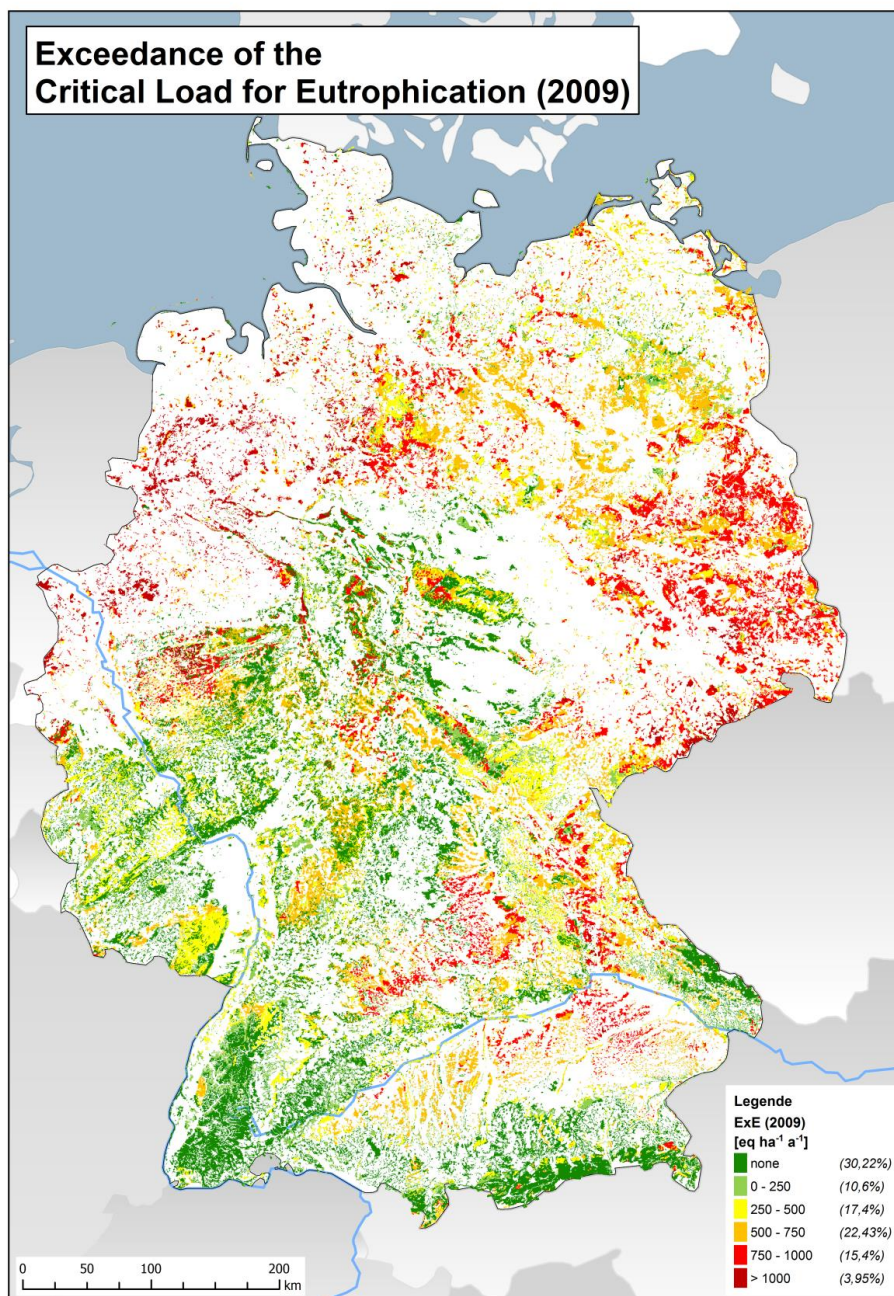 Exceedance of the
Critical Load for Eutrophication (2009)
Legende
ExE (2009)
[eq ha⁻¹ a⁻¹]
none (30,22%)
0 - 250 (10,6%)
250 - 500 (17,4%)
500 - 750 (22,43%)
750 - 1000 (15,4%)
> 1000 (3,95%)
0 50 100 200
km